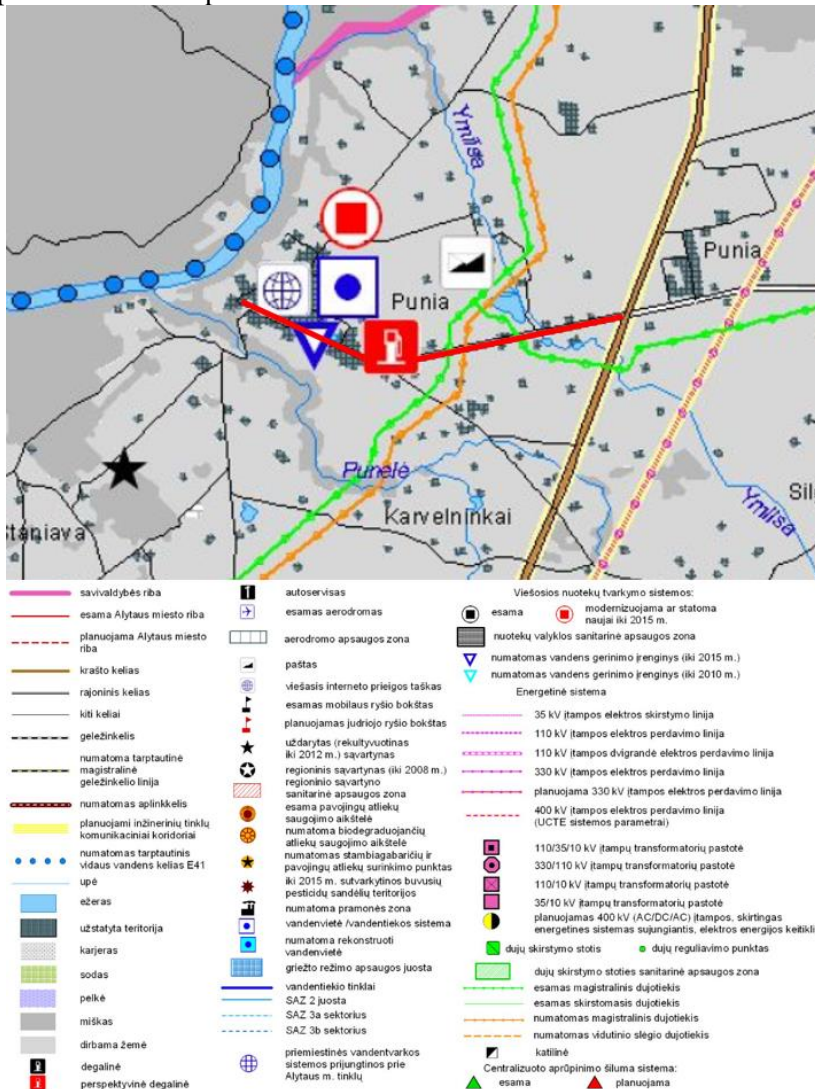 Ymilga
Punia
Punia
Punelė
Karvelninkai
Ymilsa
Sil
taniava
savivaldybės riba
esama Alytaus miesto riba
planuojama Alytaus miesto
riba
krašto kelias
rajoninis kelias
kiti keliai
geležinkelis
numatoma tarptautinė
magistralinė
geležinkelio linija
numatomas aplinkkelis
planuojami inžinerinių tinklų
komunikaciniai koridoriai
numatomas tarptautinis
vidaus vandens kelias E41
upė
ežeras
užstatyta teritorija
karjeras
sodas
pelkė
miškas
dirbama žemė
degalinė
perspektyvinė degalinė
autoservisas
esamas aerodromas
aerodromo apsaugos zona
paštas
viešasis interneto prieigos taškas
esamas mobilaus ryšio bokštas
planuojamas judriojo ryšio bokštas
uždarytas (rekultyvuotinas
iki 2012 m.) sąvartynas
regioninis sąvartynas (iki 2008 m.)
regioninio sąvartyno
sanitarinė apsaugos zona
esama pavojingų atliekų
saugojimo aikštelė
numatoma biodegraduojančių
atliekų saugojimo aikštelė
numatomas stambiagabaričių ir
pavojingų atliekų surinkimo punktas
iki 2015 m. sutvarkytinos buvusių
pesticidų sandėlių teritorijos
numatoma pramonės zona
vandenvietė /vandentiekos sistema
numatoma rekonstruoti
vandenvietė
griežto režimo apsaugos juosta
vandentiekio tinklai
SAZ 2 juosta
SAZ 3a sektorius
SAZ 3b sektorius
priemiestinės vandentvarkos
sistemos prijungtinos prie
Alytaus m. tinklų
Viešosios nuotekų tvarkymo sistemos:
esama
modernizuojama ar statoma
naujai iki 2015 m.
nuotekų valyklos sanitarinė apsaugos zona
numatomas vandens gerinimo įrenginys (iki 2015 m.)
numatomas vandens gerinimo įrenginys (iki 2010 m.)
Energetinė sistema
35 kV įtampos elektros skirstymo linija
110 kV įtampos elektros perdavimo linija
110 kV įtampos dvigrandė elektros perdavimo linija
330 kV įtampos elektros perdavimo linija
planuojama 330 kV įtampos elektros perdavimo linija
400 kV įtampos elektros perdavimo linija
(UCTE sistemos parametrai)
110/35/10 kV įtampų transformatorių pastotė
330/110 kV įtampų transformatorių pastotė
110/10 kV įtampų transformatorių pastotė
35/10 kV įtampų transformatorių pastotė
planuojamas 400 kV (AC/DC/AC) įtampos, skirtingas
energetines sistemas sujungiantis, elektros energijos keitikli
dujų skirstymo stotis
dujų reguliavimo punktas
dujų skirstymo stoties sanitarinė apsaugos zona
esamas magistralinis dujotiekis
esamas skirstomasis dujotiekis
numatomas magistralinis dujotiekis
numatomas vidutinio slėgio dujotiekis
katilinė
Centralizuoto aprūpinimo šiluma sistema:
esama
planuojama